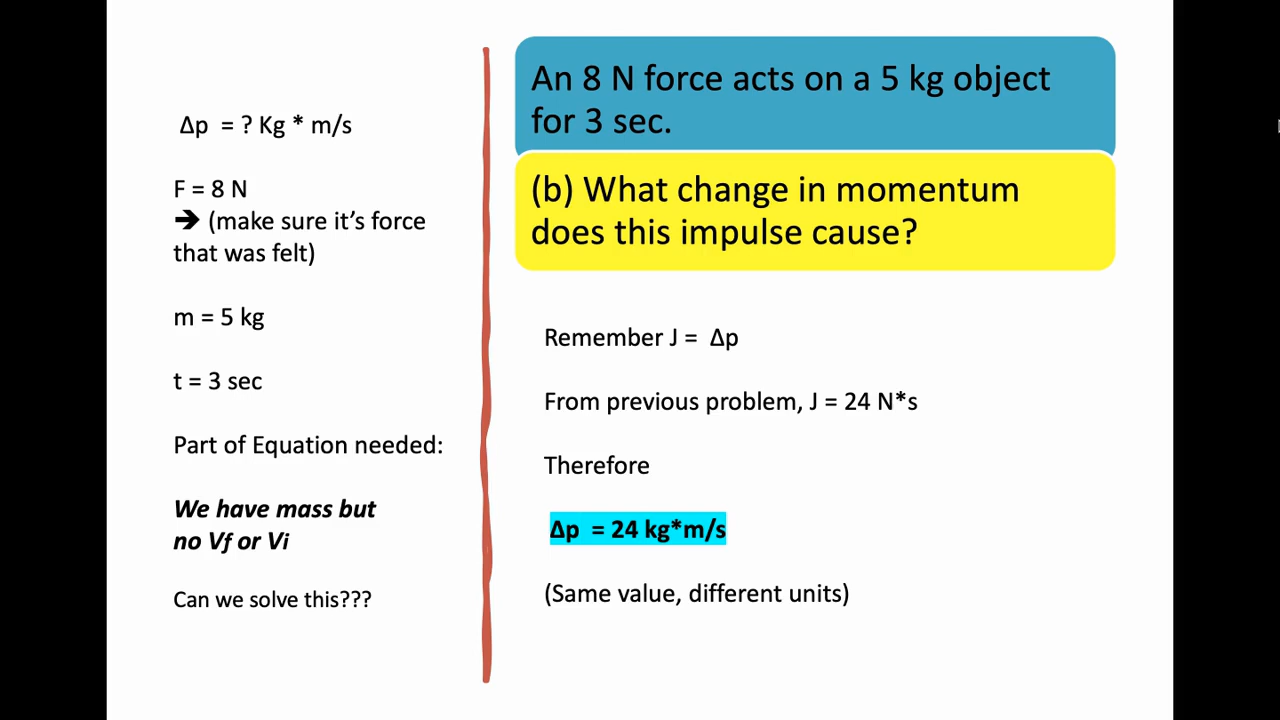 Δp = ? Kg * m/s
F = 8 N
➔ (make sure it’s force
that was felt)
m = 5 kg
t = 3 sec
Part of Equation needed:
We have mass but
no Vf or Vi
Can we solve this???
An 8 N force acts on a 5 kg object
for 3 sec.
(b) What change in momentum
does this impulse cause?
Remember J = Δp
From previous problem, J = 24 N*s
Therefore
Δp = 24 kg*m/s
(Same value, different units)